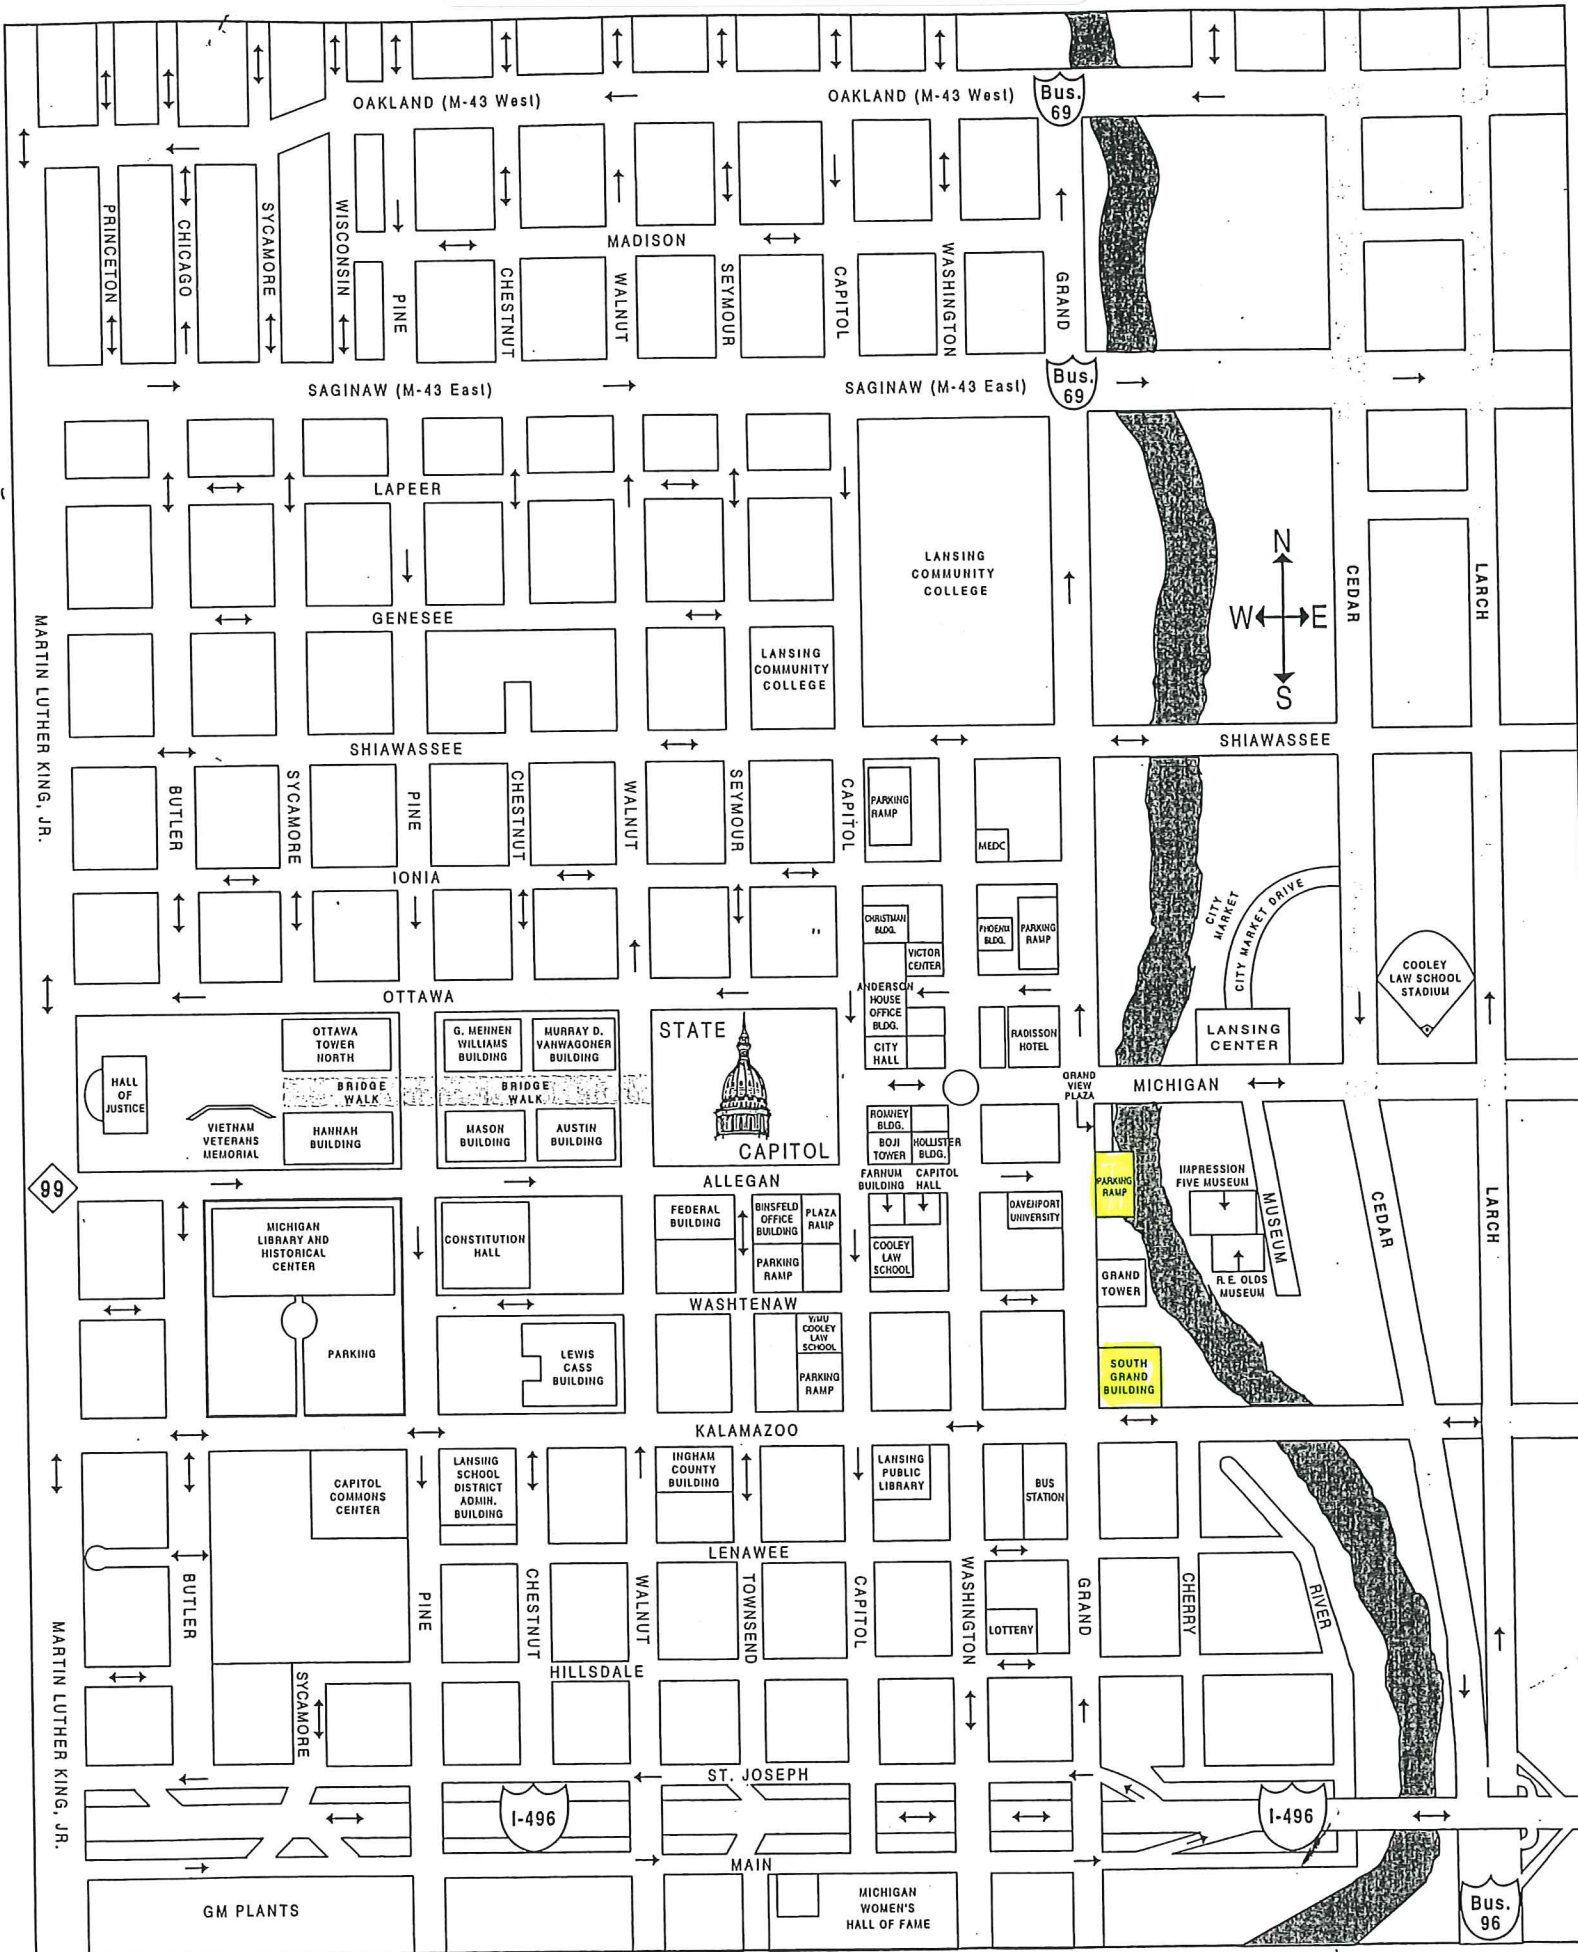 OAKLAND (M-43 West)
OAKLAND (M-43 West)
Bus.
69
PRINCETON
CHICAGO
SYCAMORE
WISCONSIN
PINE
MADISON
CHESTNUT
WALNUT
SEYMOUR
CAPITOL
WASHINGTON
GRAND
SAGINAW (M-43 East)
SAGINAW (M-43 East)
Bus.
69
LAPEER
LANSING
COMMUNITY
COLLEGE
N
W
E
S
CEDAR
LARCH
MARTIN LUTHER KING, JR.
GENESEE
LANSING
COMMUNITY
COLLEGE
SHIAWASSEE
SHIAWASSEE
BUTLER
SYCAMORE
PINE
CHESTNUT
WALNUT
SEYMOUR
CAPITOL
PARKING
RAMP
MEDC
IONIA
CHRISTMAN
BLDG.
VICTOR
CENTER
PHOENIX
BLDG.
PARKING
RAMP
CITY
MARKET
CITY MARKET DRIVE
COOLEY
LAW SCHOOL
STADIUM
OTTAWA
ANDERSON
HOUSE
OFFICE
BLDG.
CITY
HALL
RADISSON
HOTEL
LANSING
CENTER
OTTAWA
TOWER
NORTH
G. MENNEN
WILLIAMS
BUILDING
MURRAY D.
VANWAGONER
BUILDING
STATE
CAPITOL
HALL
OF
JUSTICE
BRIDGE
WALK
BRIDGE
WALK
GRAND
VIEW
PLAZA
MICHIGAN
VIETNAM
VETERANS
MEMORIAL
HANNAH
BUILDING
MASON
BUILDING
AUSTIN
BUILDING
ROMNEY
BLDG.
BOJI
TOWER
HOLLISTER
BLDG.
99
ALLEGAN
FARNUM
BUILDING
CAPITOL
HALL
PARKING
RAMP
IMPRESSION
FIVE MUSEUM
MUSEUM
CEDAR
LARCH
MICHIGAN
LIBRARY AND
HISTORICAL
CENTER
CONSTITUTION
HALL
FEDERAL
BUILDING
BINSFELD
OFFICE
BUILDING
PLAZA
RAMP
PARKING
RAMP
COOLEY
LAW
SCHOOL
DAVENPORT
UNIVERSITY
GRAND
TOWER
R.E. OLDS
MUSEUM
WASHTENAW
PARKING
LEWIS
CASS
BUILDING
WMU
COOLEY
LAW
SCHOOL
PARKING
RAMP
SOUTH
GRAND
BUILDING
KALAMAZOO
CAPITOL
COMMONS
CENTER
LANSING
SCHOOL
DISTRICT
ADMIN.
BUILDING
INGHAM
COUNTY
BUILDING
LANSING
PUBLIC
LIBRARY
BUS
STATION
LENAWEE
BUTLER
PINE
CHESTNUT
WALNUT
TOWNSEND
CAPITOL
WASHINGTON
LOTTERY
GRAND
CHERRY
RIVER
MARTIN LUTHER KING, JR.
HILLSDALE
SYCAMORE
ST. JOSEPH
I-496
I-496
MAIN
GM PLANTS
MICHIGAN
WOMEN'S
HALL OF FAME
Bus.
96